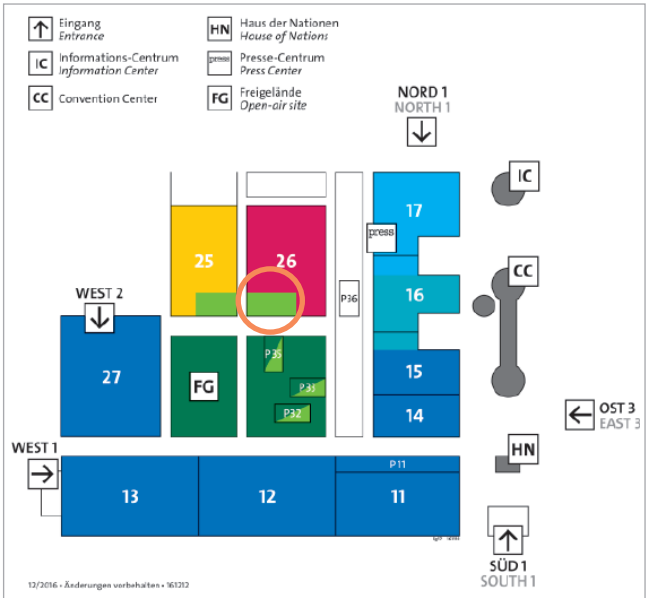 Eingang
Entrance
HN
Haus der Nationen
House of Nations
IC
Informations-Centrum
Information Center
press
Presse-Centrum
Press Center
CC
Convention Center
FG
Freigelände
Open-air site
NORD 1
NORTH 1
IC
17
press
25
26
CC
16
P36
WEST 2
P35
15
27
FG
P33
14
P32
OST 3
EAST 3
WEST 1
HN
P11
13
12
11
SÜD 1
SOUTH 1
12/2016 • Änderungen vorbehalten • 161212